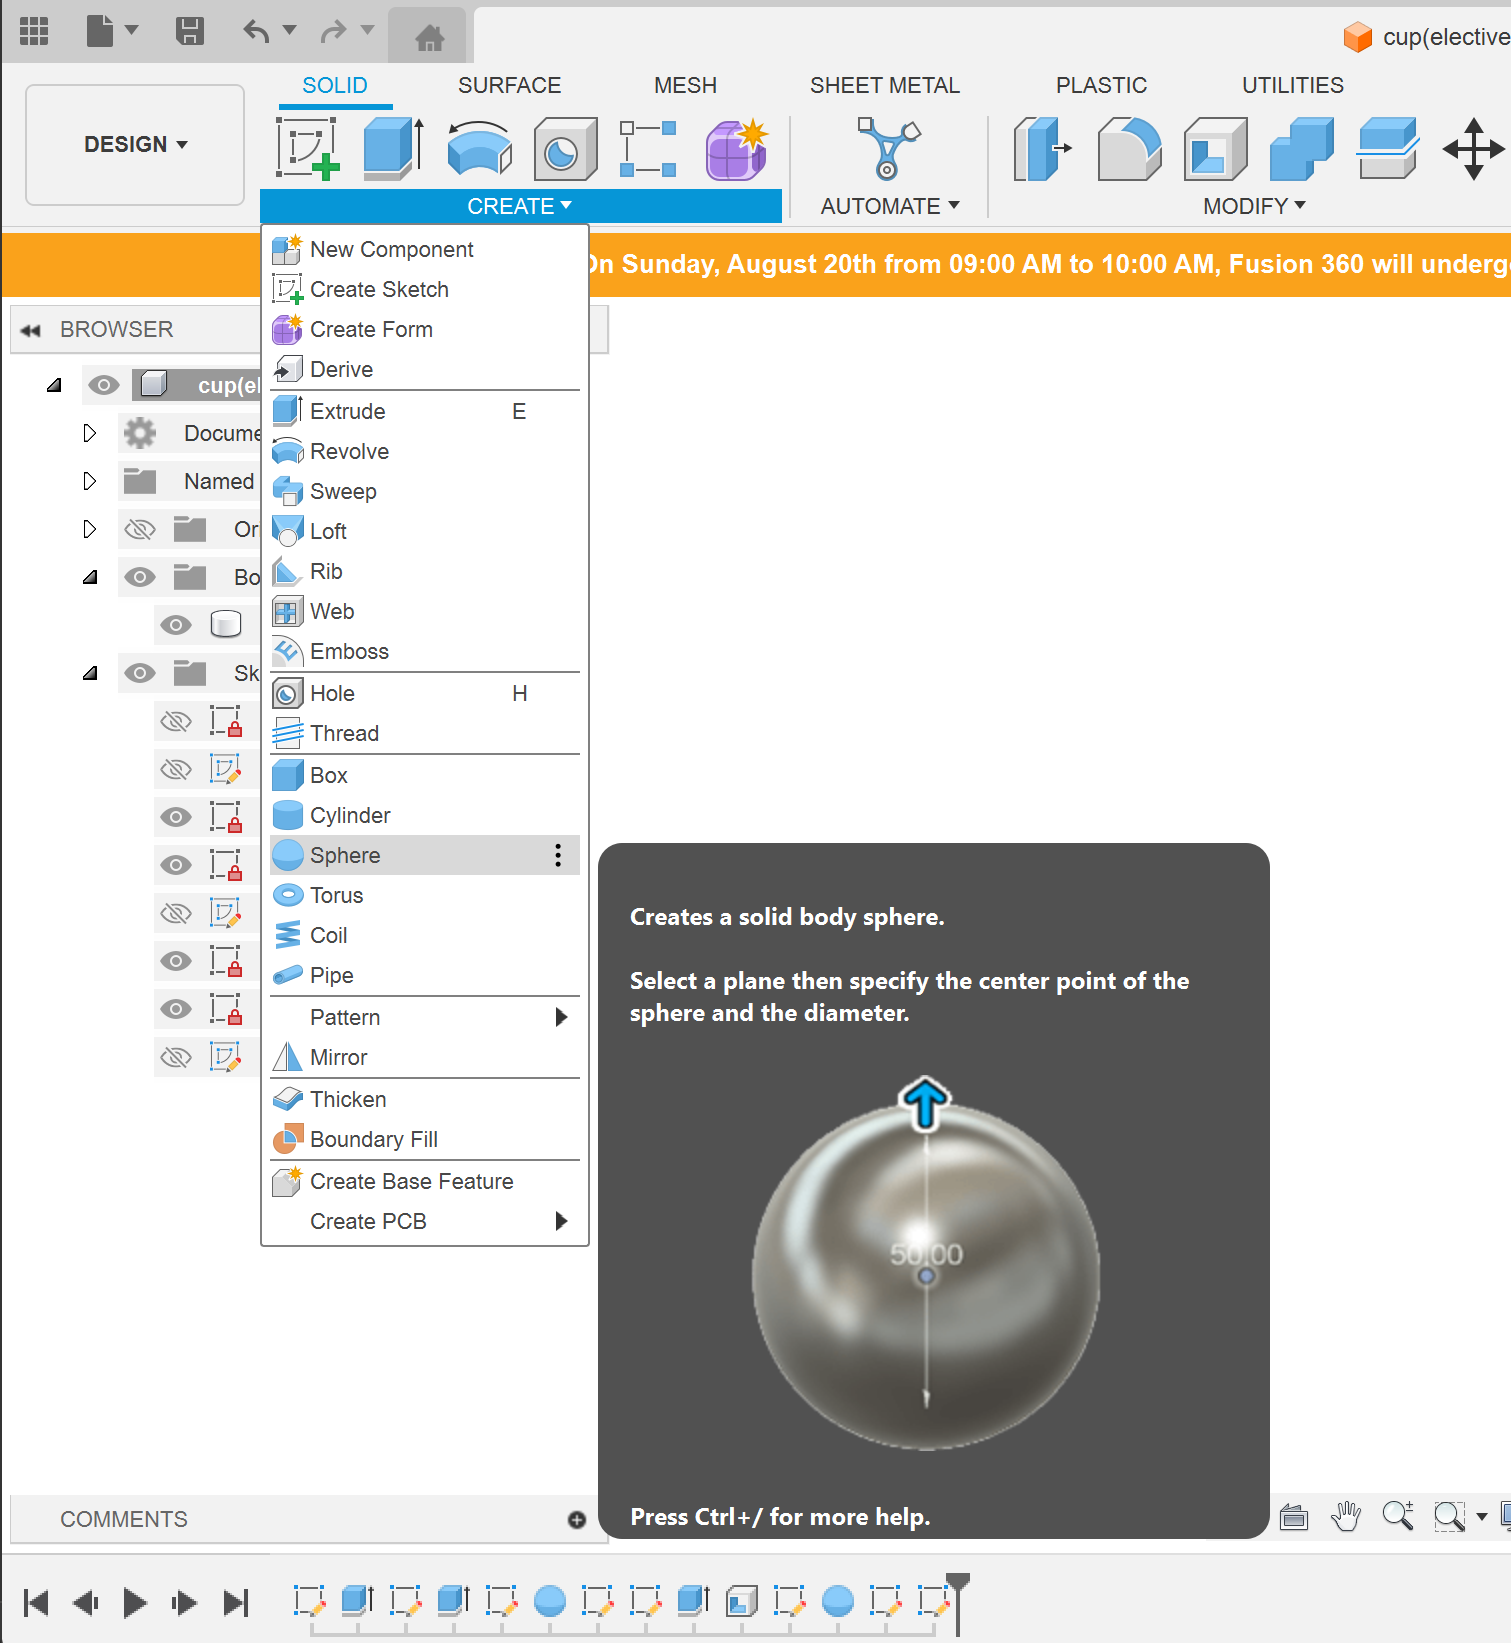 cup(elective
SOLID
SURFACE
MESH
SHEET METAL
PLASTIC
UTILITIES
DESIGN
CREATE
AUTOMATE
MODIFY
On Sunday, August 20th from 09:00 AM to 10:00 AM, Fusion 360 will underg
BROWSER
cup(el
Docume
Named
Ori
Bo
Sk
New Component
Create Sketch
Create Form
Derive
Extrude E
Revolve
Sweep
Loft
Rib
Web
Emboss
Hole H
Thread
Box
Cylinder
Sphere
Torus
Coil
Pipe
Pattern
Mirror
Thicken
Boundary Fill
Create Base Feature
Create PCB
Creates a solid body sphere.
Select a plane then specify the center point of the
sphere and the diameter.
50.00
Press Ctrl+/ for more help.
COMMENTS